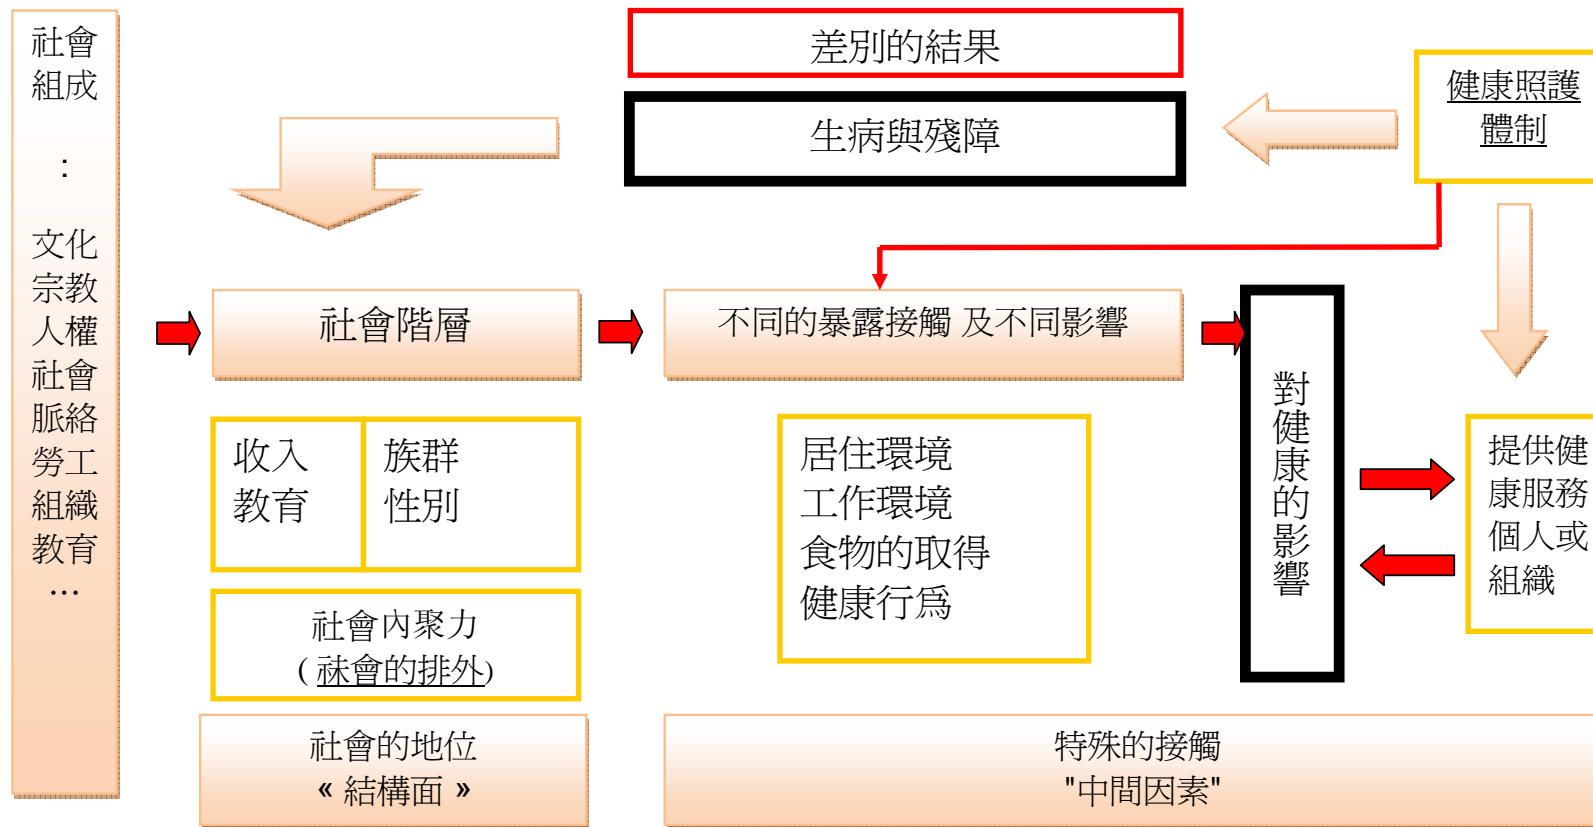 社會
組成
:
文化
宗教
人權
社會
脈絡
勞工
組織
教育
…
差別的結果
生病與殘障
健康照護
體制
社會階層
不同的暴露接觸 及不同影響
收入
教育
族群
性別
社會內聚力
( 祙會的排外)
居住環境
工作環境
食物的取得
健康行為
對健康的影響
提供健
康服務
個人或
組織
社會的地位
« 結構面 »
特殊的接觸
"中間因素"